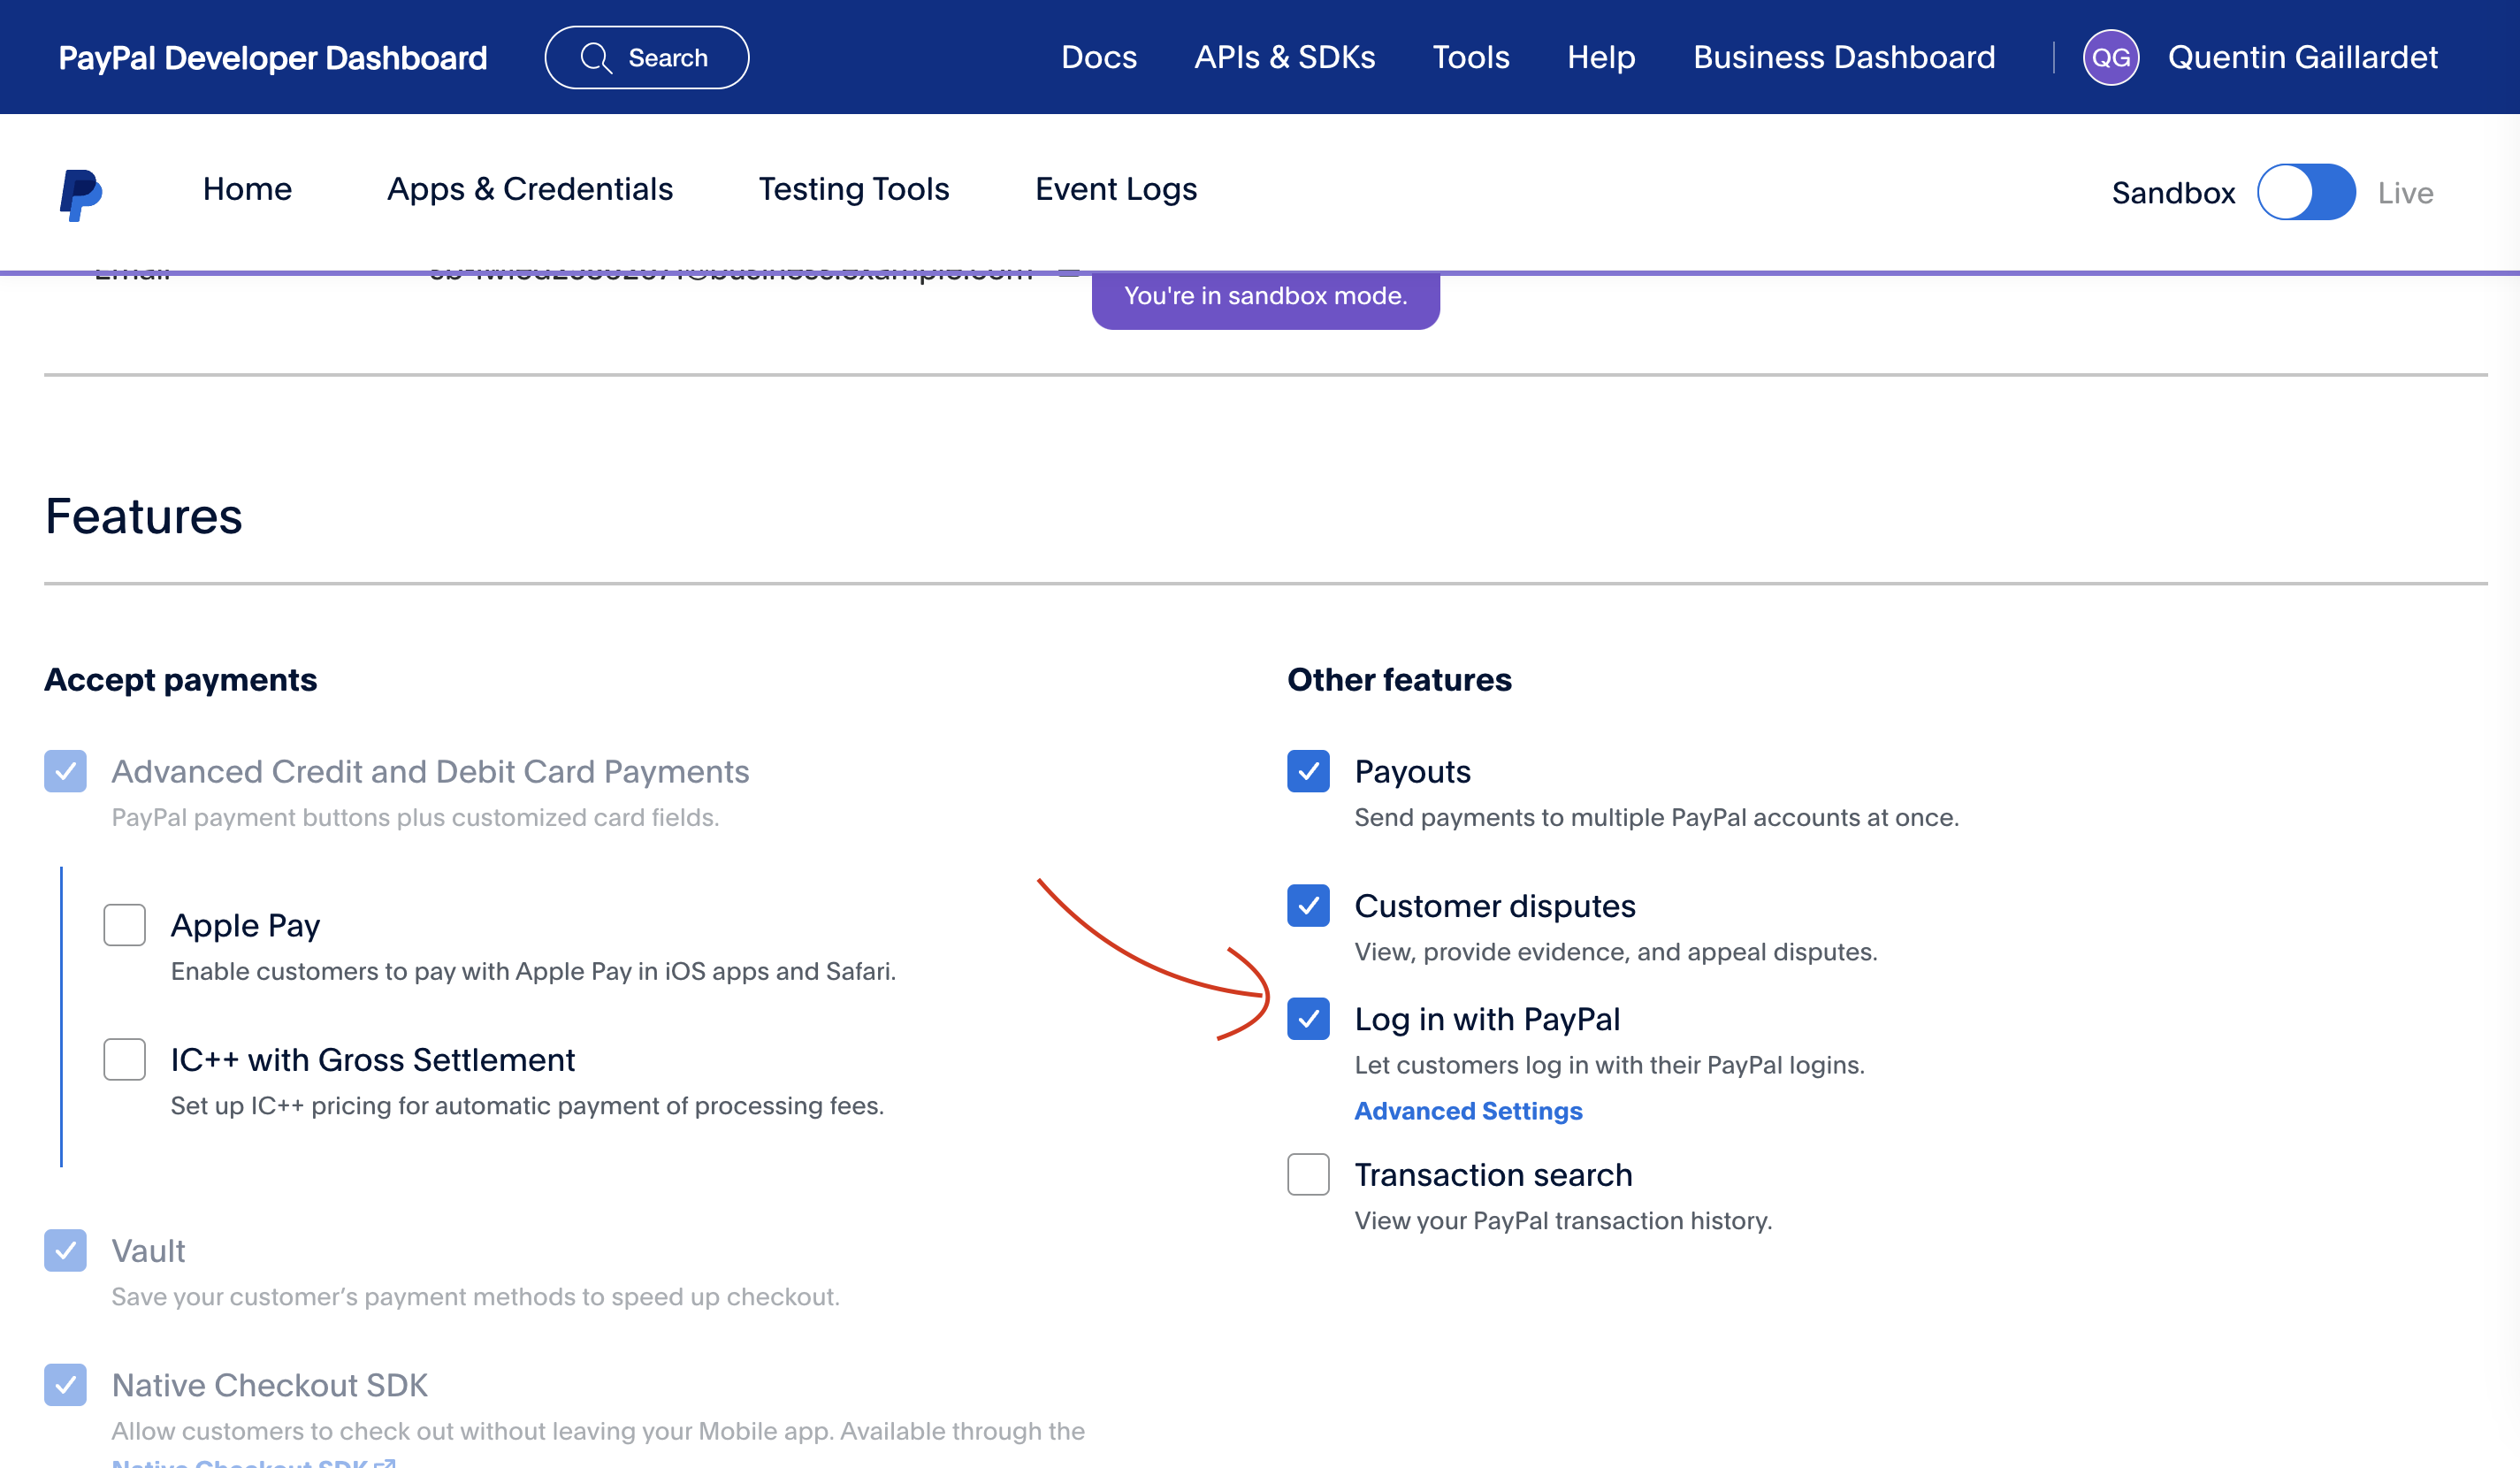 PayPal Developer Dashboard
Search
Docs
APIs & SDKs
Tools
Help
Business Dashboard
QG
Quentin Gaillardet
Home
Apps & Credentials
Testing Tools
Event Logs
Sandbox
Live
Email
You're in sandbox mode.
Features
Accept payments
Advanced Credit and Debit Card Payments
PayPal payment buttons plus customized card fields.
Apple Pay
Enable customers to pay with Apple Pay in iOS apps and Safari.
IC++ with Gross Settlement
Set up IC++ pricing for automatic payment of processing fees.
Vault
Save your customer’s payment methods to speed up checkout.
Native Checkout SDK
Allow customers to check out without leaving your Mobile app. Available through the
Native Checkout SDK
Other features
Payouts
Send payments to multiple PayPal accounts at once.
Customer disputes
View, provide evidence, and appeal disputes.
Log in with PayPal
Let customers log in with their PayPal logins.
Advanced Settings
Transaction search
View your PayPal transaction history.